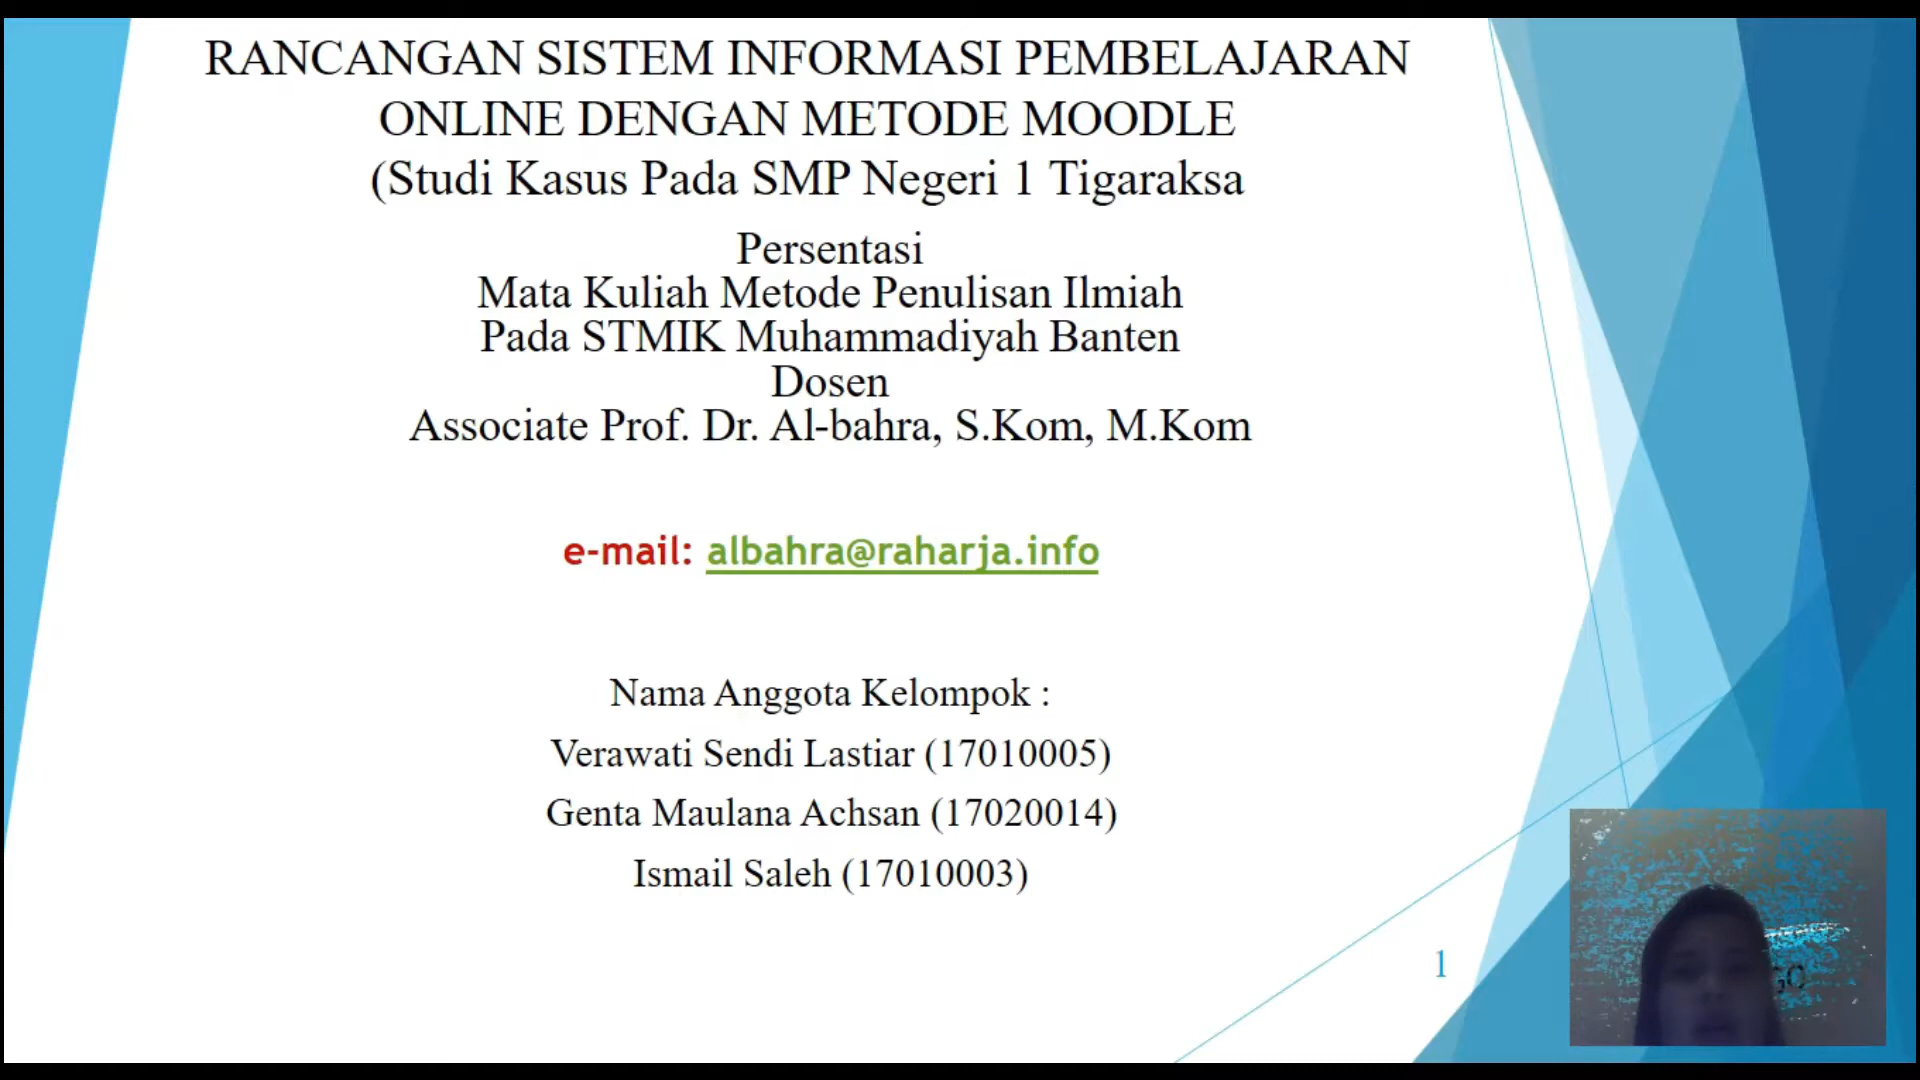 RANCANGAN SISTEM INFORMASI PEMBELAJARAN
ONLINE DENGAN METODE MOODLE
(Studi Kasus Pada SMP Negeri 1 Tigaraksa
Persentasi
Mata Kuliah Metode Penulisan Ilmiah
Pada STMIK Muhammadiyah Banten
Dosen
Associate Prof. Dr. Al-bahra, S.Kom, M.Kom
e-mail: albahra@raharja.info
Nama Anggota Kelompok :
Verawati Sendi Lastiar (17010005)
Genta Maulana Achsan (17020014)
Ismail Saleh (17010003)
1